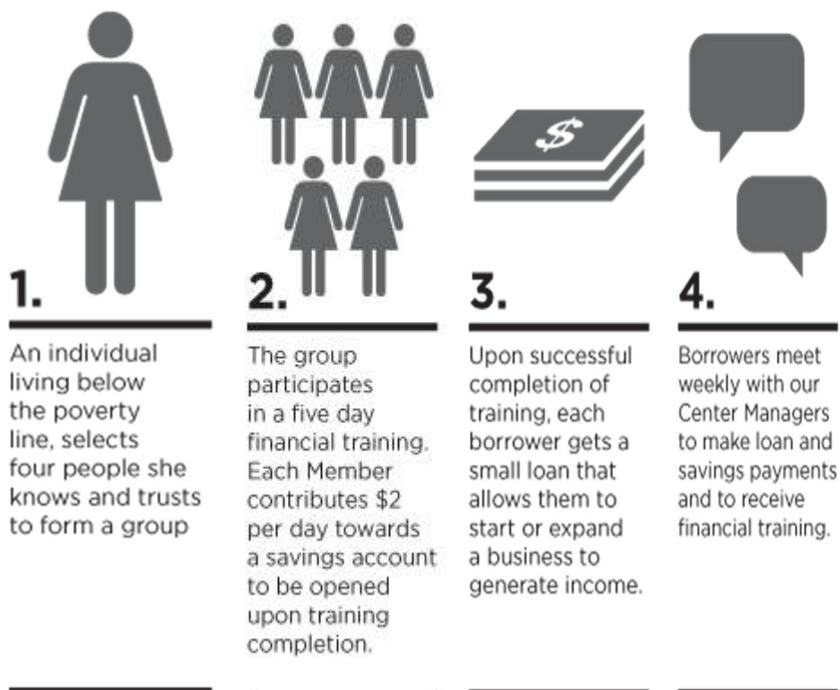 1.
An individual
living below
the poverty
line, selects
four people she
knows and trusts
to form a group
2.
The group
participates
in a five day
financial training.
Each Member
contributes $2
per day towards
a savings account
to be opened
upon training
completion.
$
3.
Upon successful
completion of
training, each
borrower gets a
small loan that
allows them to
start or expand
a business to
generate income.
4.
Borrowers meet
weekly with our
Center Managers
to make loan and
savings payments
and to receive
financial training.